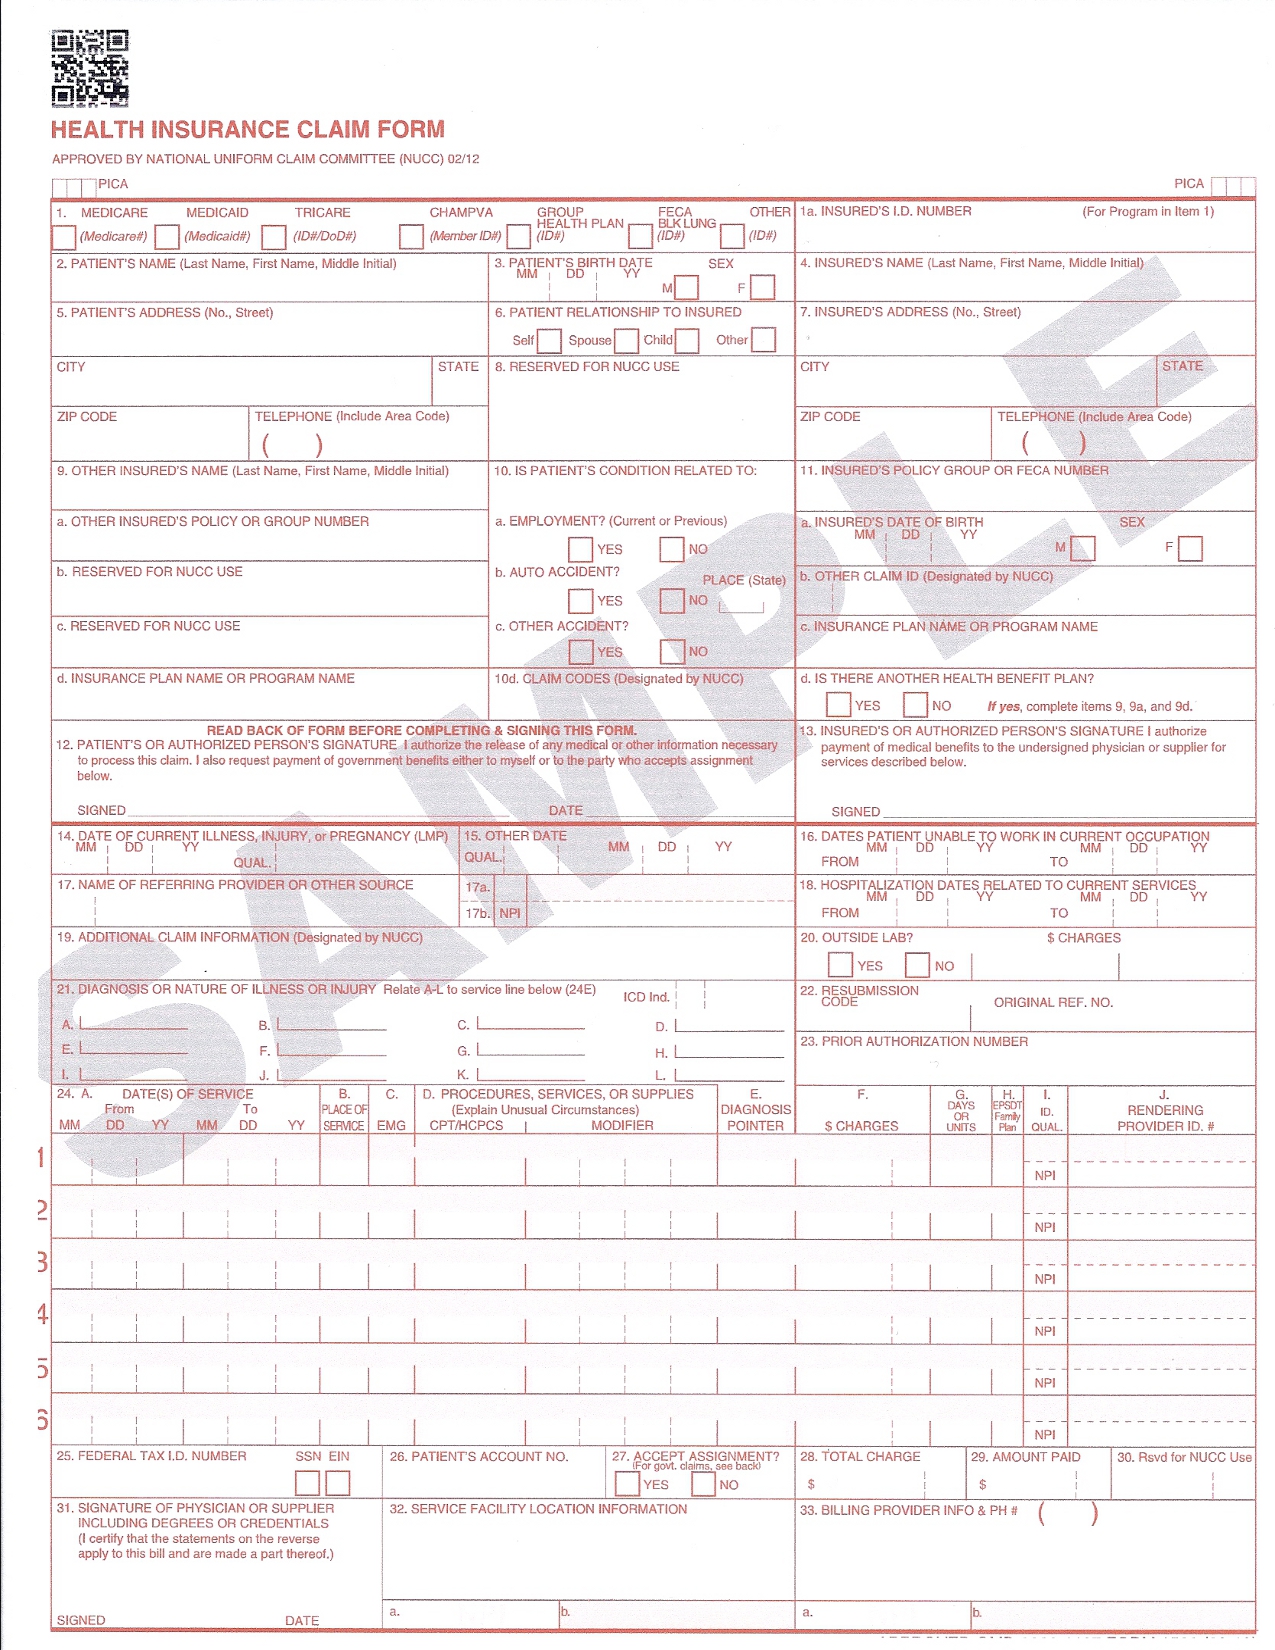 HEALTH INSURANCE CLAIM FORM
APPROVED BY NATIONAL UNIFORM CLAIM COMMITTEE (NUCC) 02/12
PICA PICA
1. MEDICARE MEDICAID TRICARE CHAMPVA GROUP HEALTH PLAN FECA BLK LUNG OTHER
(Medicare#) (Medicaid#) (ID#/DoD#) (Member ID#) (ID#) (ID#) (ID#)
1a. INSURED'S I.D. NUMBER (For Program in Item 1)
2. PATIENT'S NAME (Last Name, First Name, Middle Initial)
3. PATIENT'S BIRTH DATE SEX
MM DD YY M F
4. INSURED'S NAME (Last Name, First Name, Middle Initial)
5. PATIENT'S ADDRESS (No., Street)
6. PATIENT RELATIONSHIP TO INSURED
Self Spouse Child Other
7. INSURED'S ADDRESS (No., Street)
CITY STATE
8. RESERVED FOR NUCC USE
CITY STATE
ZIP CODE TELEPHONE (Include Area Code)
( )
ZIP CODE TELEPHONE (Include Area Code)
( )
9. OTHER INSURED'S NAME (Last Name, First Name, Middle Initial)
10. IS PATIENT'S CONDITION RELATED TO:
11. INSURED'S POLICY GROUP OR FECA NUMBER
a. OTHER INSURED'S POLICY OR GROUP NUMBER
a. EMPLOYMENT? (Current or Previous)
YES NO
a. INSURED'S DATE OF BIRTH SEX
MM DD YY M F
b. RESERVED FOR NUCC USE
b. AUTO ACCIDENT? PLACE (State)
YES NO
b. OTHER CLAIM ID (Designated by NUCC)
c. RESERVED FOR NUCC USE
c. OTHER ACCIDENT?
YES NO
c. INSURANCE PLAN NAME OR PROGRAM NAME
d. INSURANCE PLAN NAME OR PROGRAM NAME
10d. CLAIM CODES (Designated by NUCC)
d. IS THERE ANOTHER HEALTH BENEFIT PLAN?
YES NO If yes, complete items 9, 9a, and 9d.
READ BACK OF FORM BEFORE COMPLETING & SIGNING THIS FORM.
12. PATIENT'S OR AUTHORIZED PERSON'S SIGNATURE I authorize the release of any medical or other information necessary
to process this claim. I also request payment of government benefits either to myself or to the party who accepts assignment
below.
SIGNED DATE
13. INSURED'S OR AUTHORIZED PERSON'S SIGNATURE I authorize
payment of medical benefits to the undersigned physician or supplier for
services described below.
SIGNED
14. DATE OF CURRENT ILLNESS, INJURY, or PREGNANCY (LMP)
MM DD YY QUAL.
15. OTHER DATE
QUAL. MM DD YY
16. DATES PATIENT UNABLE TO WORK IN CURRENT OCCUPATION
MM DD YY MM DD YY
FROM TO
17. NAME OF REFERRING PROVIDER OR OTHER SOURCE
17a.
17b. NPI
18. HOSPITALIZATION DATES RELATED TO CURRENT SERVICES
MM DD YY MM DD YY
FROM TO
19. ADDITIONAL CLAIM INFORMATION (Designated by NUCC)
20. OUTSIDE LAB? $ CHARGES
YES NO
21. DIAGNOSIS OR NATURE OF ILLNESS OR INJURY Relate A-L to service line below (24E) ICD Ind.
A. B. C. D.
E. F. G. H.
I. J. K. L.
22. RESUBMISSION
CODE ORIGINAL REF. NO.
23. PRIOR AUTHORIZATION NUMBER
24. A. DATE(S) OF SERVICE
From To
MM DD YY MM DD YY
B.
PLACE OF
SERVICE
C.
EMG
D. PROCEDURES, SERVICES, OR SUPPLIES
(Explain Unusual Circumstances)
CPT/HCPCS MODIFIER
E.
DIAGNOSIS
POINTER
F.
$ CHARGES
G.
DAYS
OR
UNITS
H.
EPSDT
Family
Plan
I.
ID.
QUAL.
J.
RENDERING
PROVIDER ID. #
1 NPI
2 NPI
3 NPI
4 NPI
5 NPI
6 NPI
25. FEDERAL TAX I.D. NUMBER SSN EIN
26. PATIENT'S ACCOUNT NO.
27. ACCEPT ASSIGNMENT?
(For govt. claims, see back)
YES NO
28. TOTAL CHARGE
$
29. AMOUNT PAID
$
30. Rsvd for NUCC Use
31. SIGNATURE OF PHYSICIAN OR SUPPLIER
INCLUDING DEGREES OR CREDENTIALS
(I certify that the statements on the reverse
apply to this bill and are made a part thereof.)
SIGNED DATE
32. SERVICE FACILITY LOCATION INFORMATION
a. b.
33. BILLING PROVIDER INFO & PH # ( )
a. b.
SAMPLE